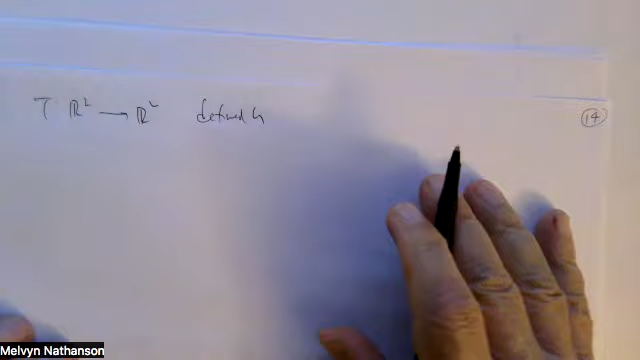 T ℝ² → ℝ² defined by
14
Melvyn Nathanson